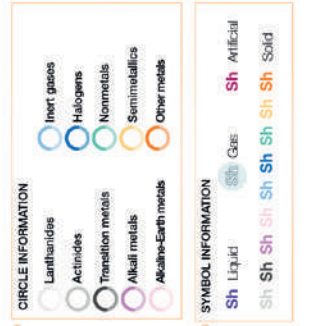 CIRCLE INFORMATION
Lanthanides
Actinides
Transition metals
Alkali metals
Alkaline-Earth metals
Inert gases
Halogens
Nonmetals
Semimetallics
Other metals
SYMBOL INFORMATION
Sh Liquid
Sh Gas
Sh Artificial
Sh Sh Sh Sh Sh Sh Sh Sh Sh Solid